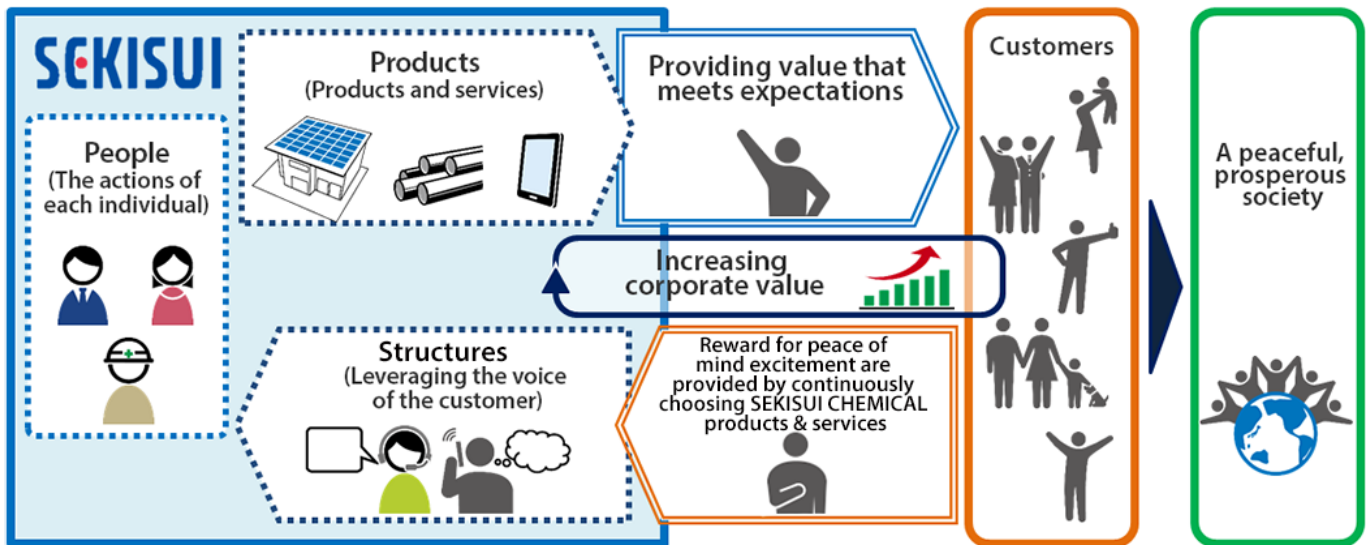 SEKISUI
People
(The actions of
each individual)
Products
(Products and services)
Providing value that
meets expectations
Increasing
corporate value
Structures
(Leveraging the voice
of the customer)
Reward for peace of
mind excitement are
provided by continuously
choosing SEKISUI CHEMICAL
products & services
Customers
A peaceful,
prosperous
society